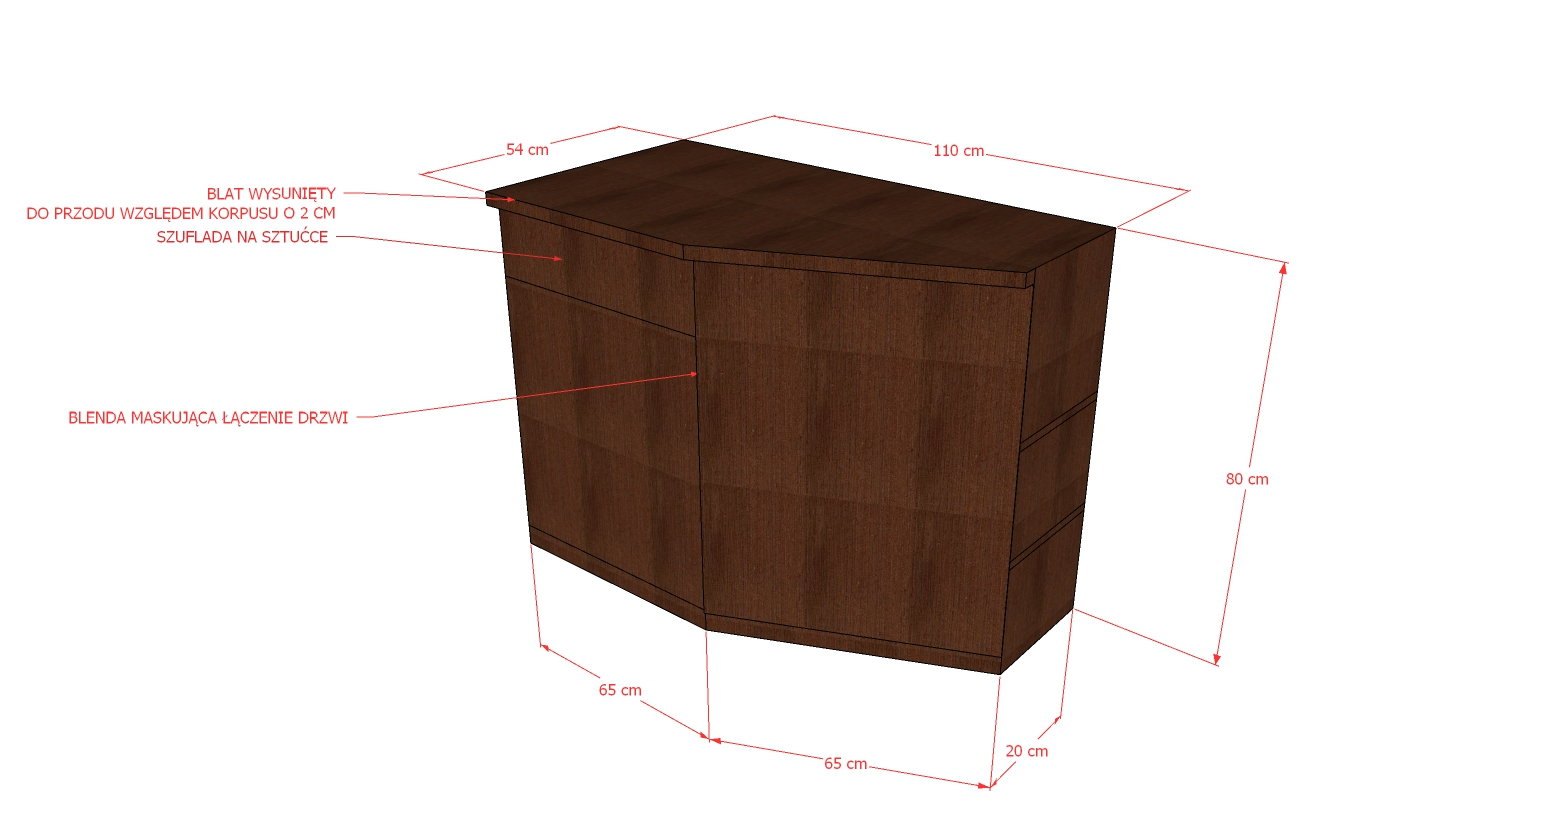 54 cm
110 cm
BLAT WYSUNIĘTY
DO PRZODU WZGLĘDEM KORPUSU O 2 CM
SZUFLADA NA SZTUĆCE
BLENDA MASKUJĄCA ŁĄCZENIE DRZWI
80 cm
65 cm
65 cm
20 cm